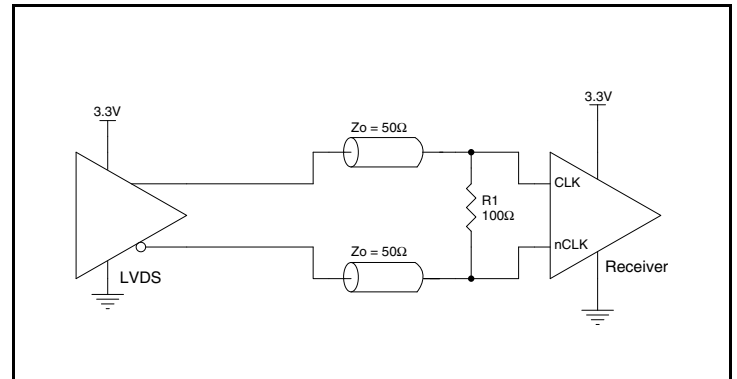 3.3V
3.3V
Zo = 50Ω
CLK
R1
100Ω
nCLK
Zo = 50Ω
LVDS
Receiver